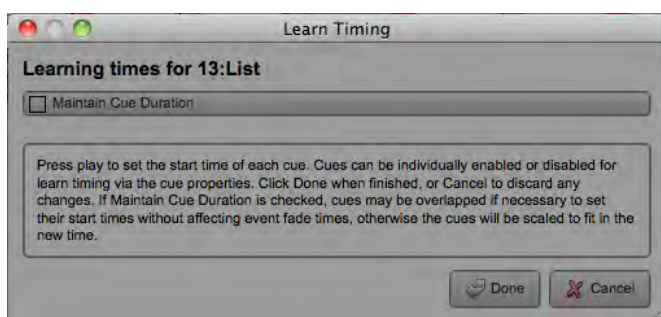 Learn Timing
Learning times for 13:List
Maintain Cue Duration
Press play to set the start time of each cue. Cues can be individually enabled or disabled for
learn timing via the cue properties. Click Done when finished, or Cancel to discard any
changes. If Maintain Cue Duration is checked, cues may be overlapped if necessary to set
their start times without affecting event fade times, otherwise the cues will be scaled to fit in the
new time.
Done
Cancel